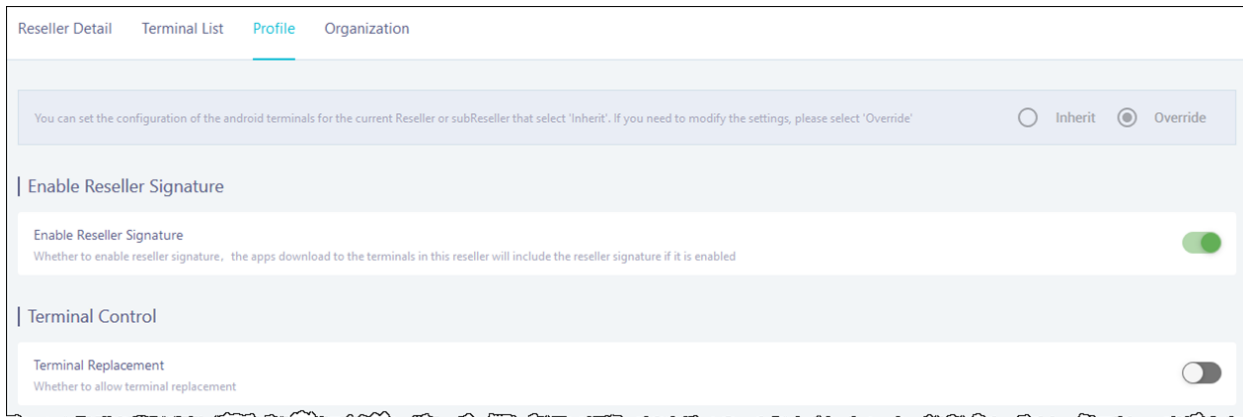 Reseller Detail Terminal List Profile Organization
You can set the configuration of the android terminals for the current Reseller or subReseller that select 'Inherit'. If you need to modify the settings, please select 'Override' Inherit Override
Enable Reseller Signature
Enable Reseller Signature
Whether to enable reseller signature，the apps download to the terminals in this reseller will include the reseller signature if it is enabled
Terminal Control
Terminal Replacement
Whether to allow terminal replacement